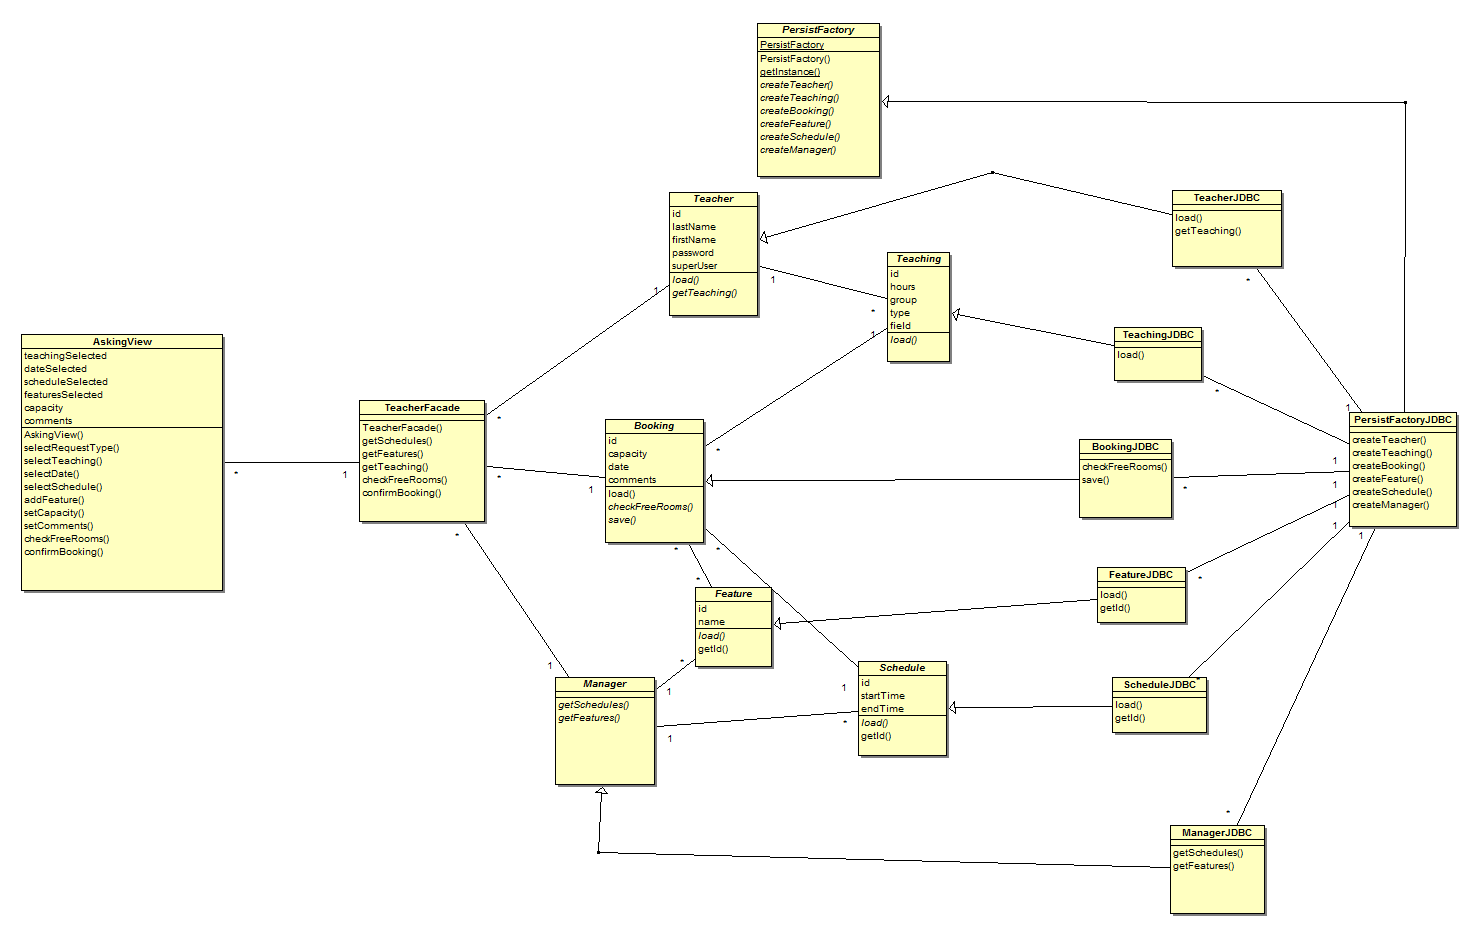 PersistFactory
PersistFactory
PersistFactory()
getInstance()
createTeacher()
createTeaching()
createBooking()
createFeature()
createSchedule()
createManager()
Teacher
id
lastName
firstName
password
superUser
load()
getTeaching()
1
1
TeacherJDBC
load()
getTeaching()
*
Teaching
id
hours
group
type
field
load()
*
1
TeachingJDBC
load()
*
AskingView
teachingSelected
dateSelected
scheduleSelected
featuresSelected
capacity
comments
AskingView()
selectRequestType()
selectTeaching()
selectDate()
selectSchedule()
addFeature()
setCapacity()
setComments()
checkFreeRooms()
confirmBooking()
*
1
TeacherFacade
TeacherFacade()
getSchedules()
getFeatures()
getTeaching()
checkFreeRooms()
confirmBooking()
*
*
*
1
Booking
id
capacity
date
comments
load()
checkFreeRooms()
save()
*
*
*
BookingJDBC
checkFreeRooms()
save()
*
1
PersistFactoryJDBC
createTeacher()
createTeaching()
createBooking()
createFeature()
createSchedule()
createManager()
1
1
1
1
1
*
Feature
id
name
load()
getId()
*
FeatureJDBC
load()
getId()
*
1
Manager
getSchedules()
getFeatures()
1
1
1
Schedule
id
startTime
endTime
load()
getId()
*
ScheduleJDBC
load()
getId()
*
*
ManagerJDBC
getSchedules()
getFeatures()